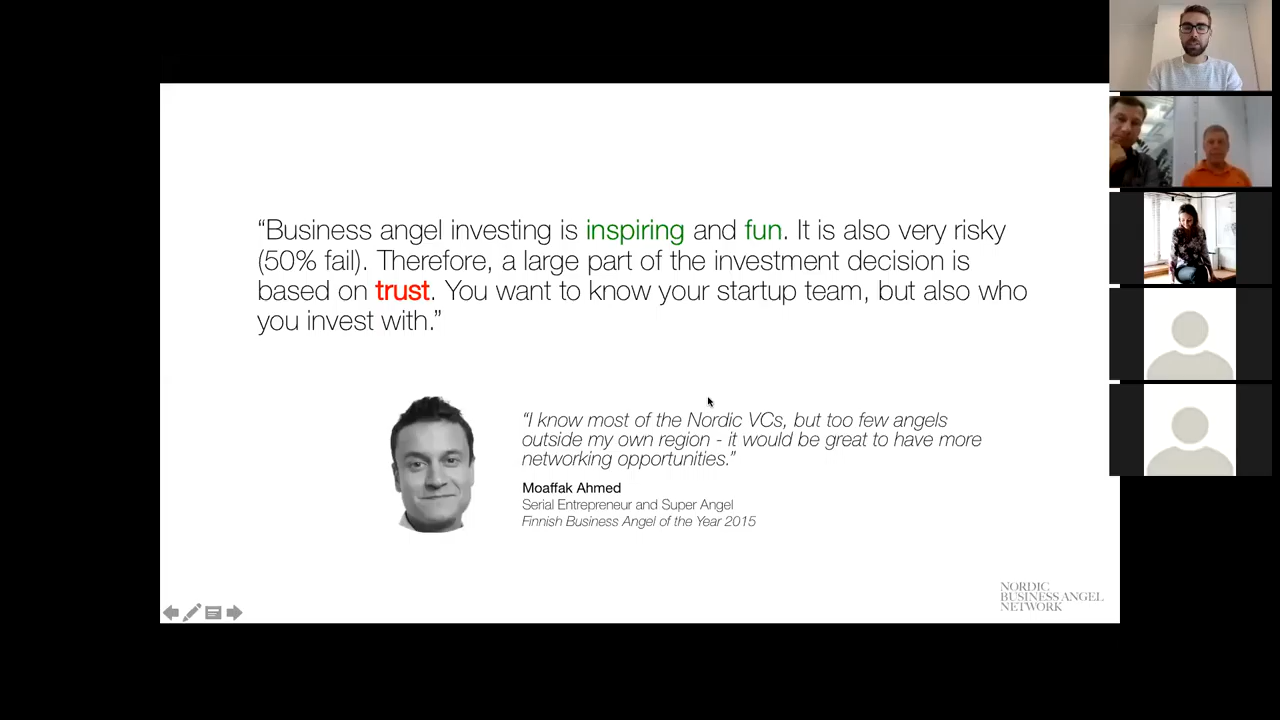 “Business angel investing is inspiring and fun. It is also very risky
(50% fail). Therefore, a large part of the investment decision is
based on trust. You want to know your startup team, but also who
you invest with.”
“I know most of the Nordic VCs, but too few angels
outside my own region - it would be great to have more
networking opportunities.”
Moaffak Ahmed
Serial Entrepreneur and Super Angel
Finnish Business Angel of the Year 2015
NORDIC
BUSINESS ANGEL
NETWORK